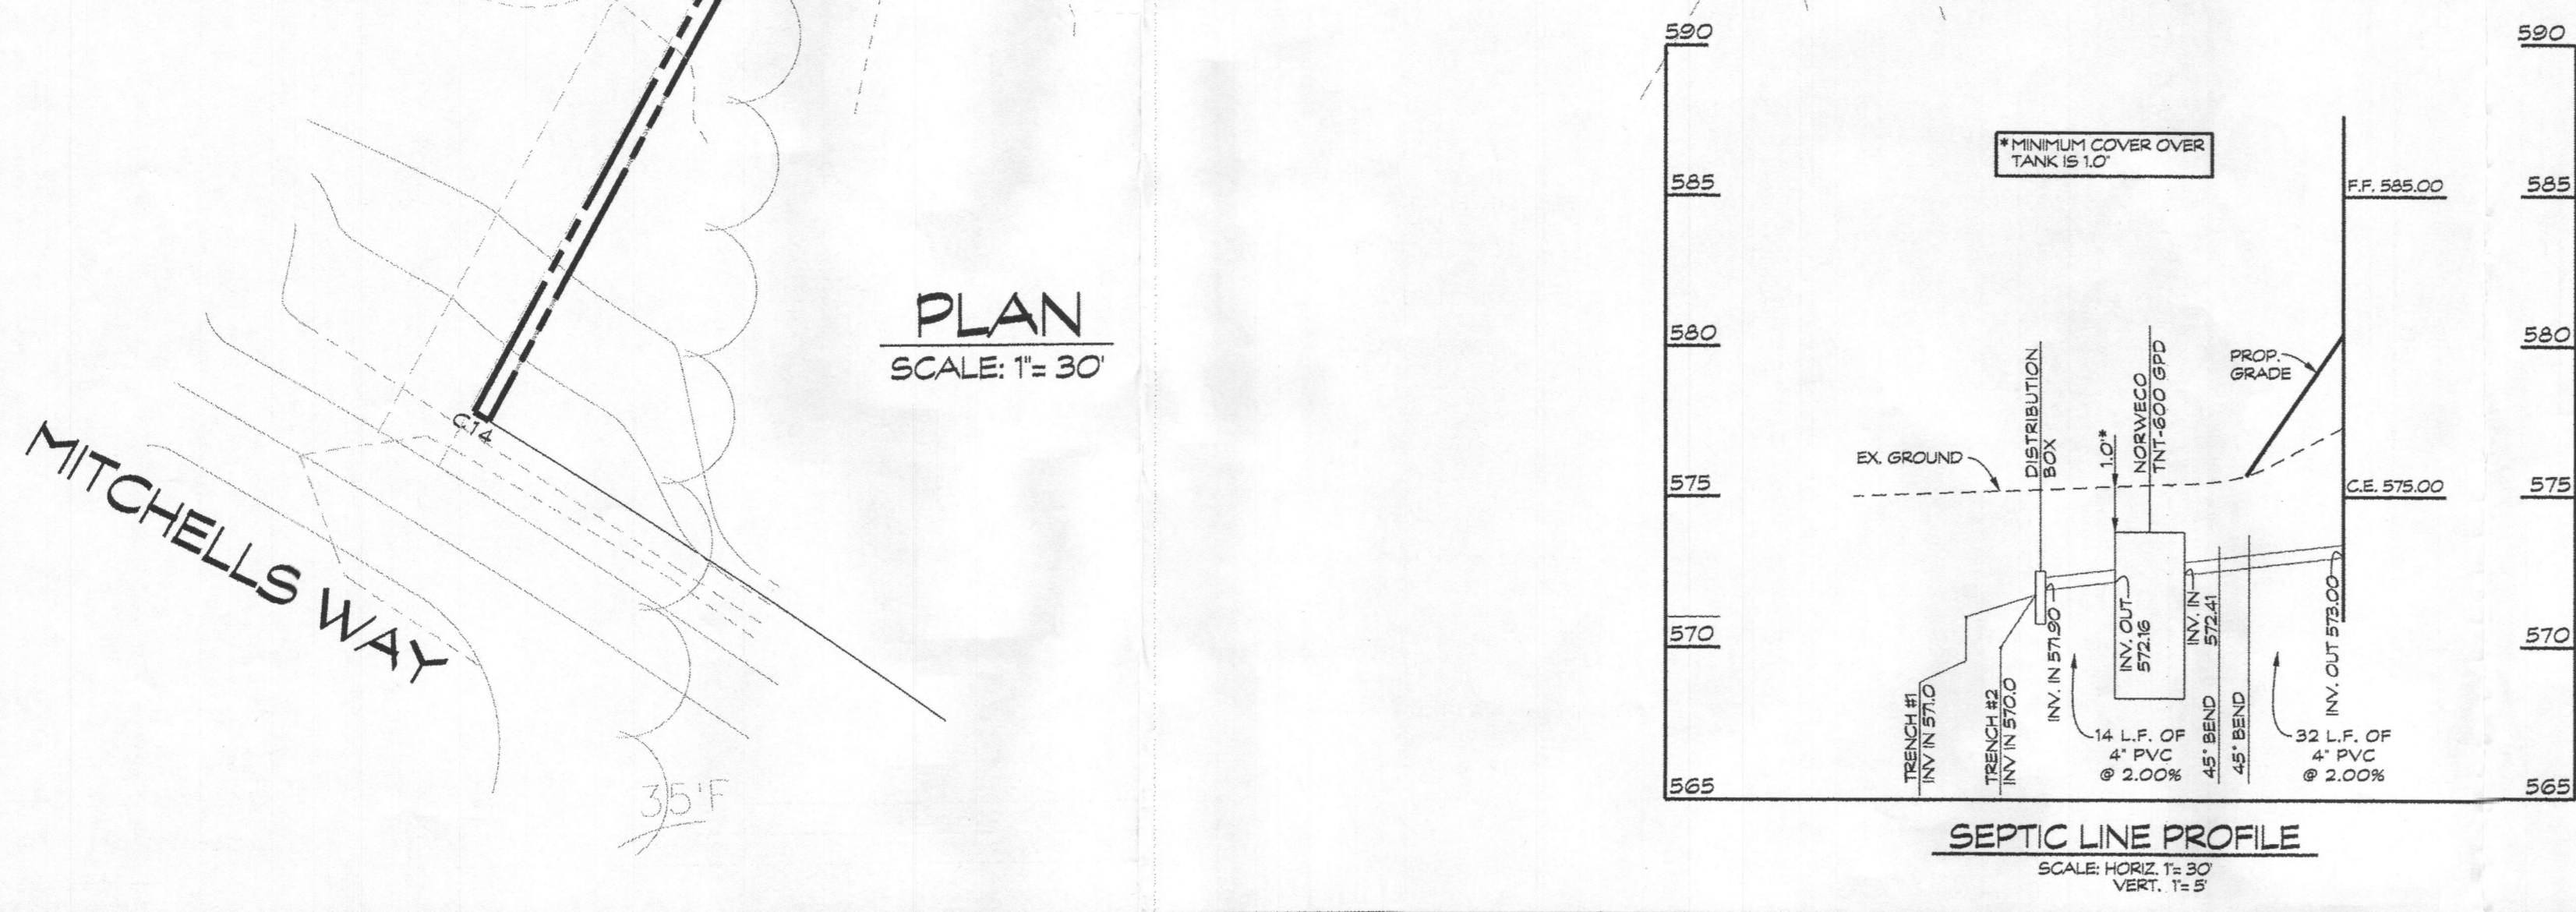 C14
MITCHELLS WAY
35'F
PLAN
SCALE: 1"= 30'
590
585
580
575
570
565
590
585
580
575
570
565
* MINIMUM COVER OVER
TANK IS 1.0'
F.F. 585.00
PROP.
GRADE
EX. GROUND
DISTRIBUTION
BOX
1.0'*
NORWECO
TNT-600 GPD
C.E. 575.00
TRENCH #1
INV IN 571.0
TRENCH #2
INV IN 570.0
INV. IN 571.90
INV. OUT
572.16
INV. IN
572.41
INV. OUT 573.00
14 L.F. OF
4" PVC
@ 2.00%
45° BEND
45° BEND
32 L.F. OF
4" PVC
@ 2.00%
SEPTIC LINE PROFILE
SCALE: HORIZ. 1"= 30'
VERT. 1"= 5'